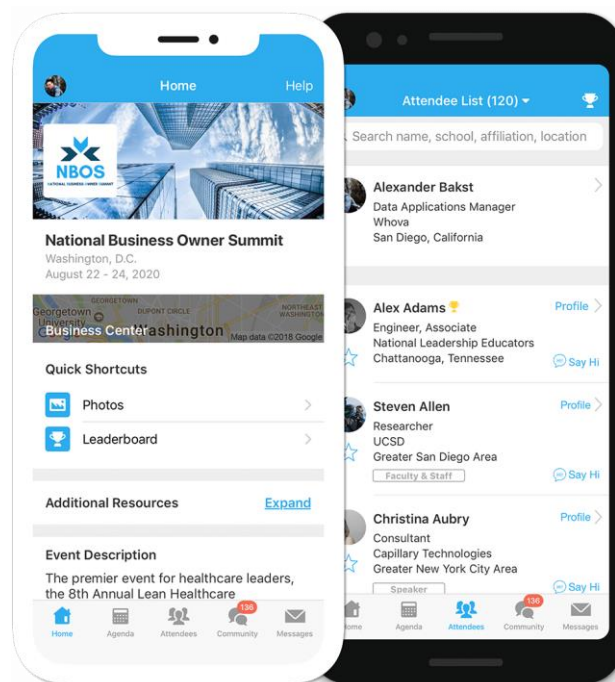 Home
Help
NBOS
NATIONAL BUSINESS OWNER SUMMIT
National Business Owner Summit
Washington, D.C.
August 22 - 24, 2020
GEORGETOWN
Georgetown
University
DUPONT CIRCLE
NORTHEAST
WASHINGTON
Business Center
Washington
Map data ©2018 Google
Quick Shortcuts
Photos
Leaderboard
Additional Resources
Expand
Event Description
The premier event for healthcare leaders,
the 8th Annual Lean Healthcare
Home
Agenda
Attendees
136
Community
Messages
Attendee List (120)
Search name, school, affiliation, location
Alexander Bakst
Data Applications Manager
Whova
San Diego, California
Alex Adams
Profile
Engineer, Associate
National Leadership Educators
Chattanooga, Tennessee
Say Hi
Steven Allen
Profile
Researcher
UCSD
Greater San Diego Area
Faculty & Staff
Say Hi
Christina Aubry
Profile
Consultant
Capillary Technologies
Greater New York City Area
Speaker
Say Hi
ome
Agenda
Attendees
136
Community
Messages